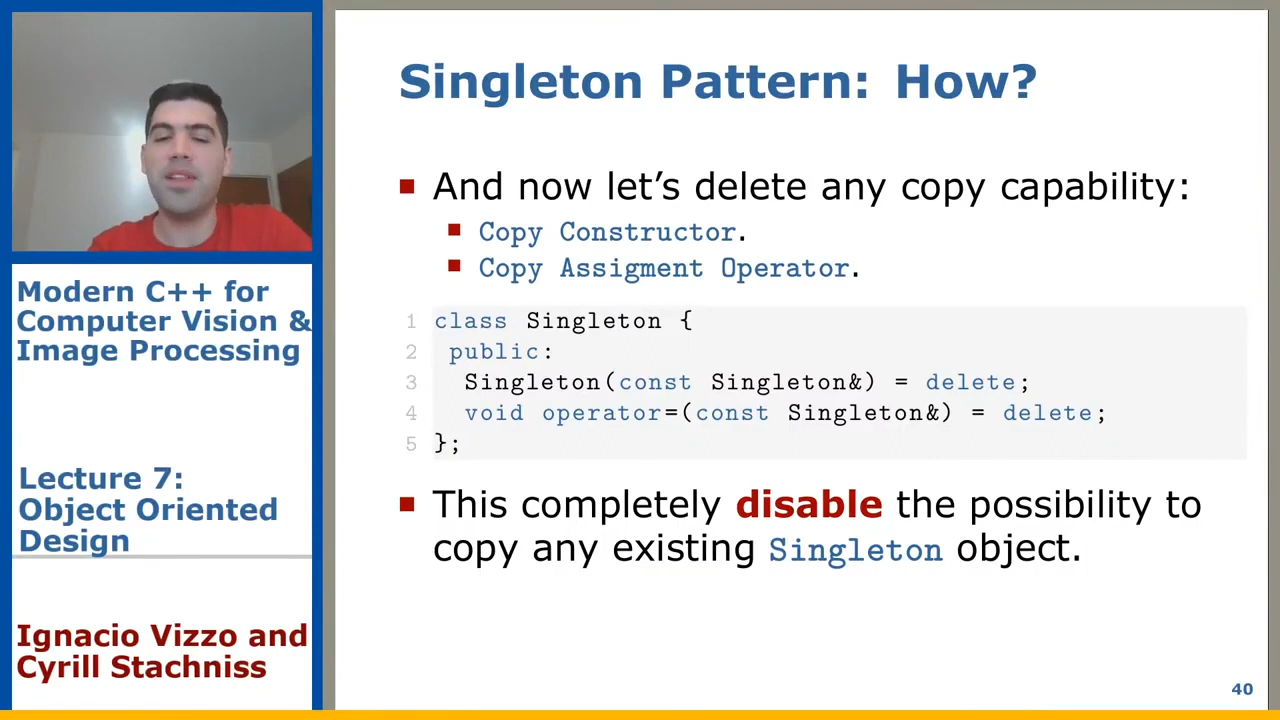 Singleton Pattern: How?
And now let's delete any copy capability:
Copy Constructor.
Copy Assigment Operator.
1 class Singleton {
2 public:
3 Singleton(const Singleton&) = delete;
4 void operator=(const Singleton&) = delete;
5 };
This completely disable the possibility to
copy any existing Singleton object.
Modern C++ for
Computer Vision &
Image Processing
Lecture 7:
Object Oriented
Design
Ignacio Vizzo and
Cyrill Stachniss
40